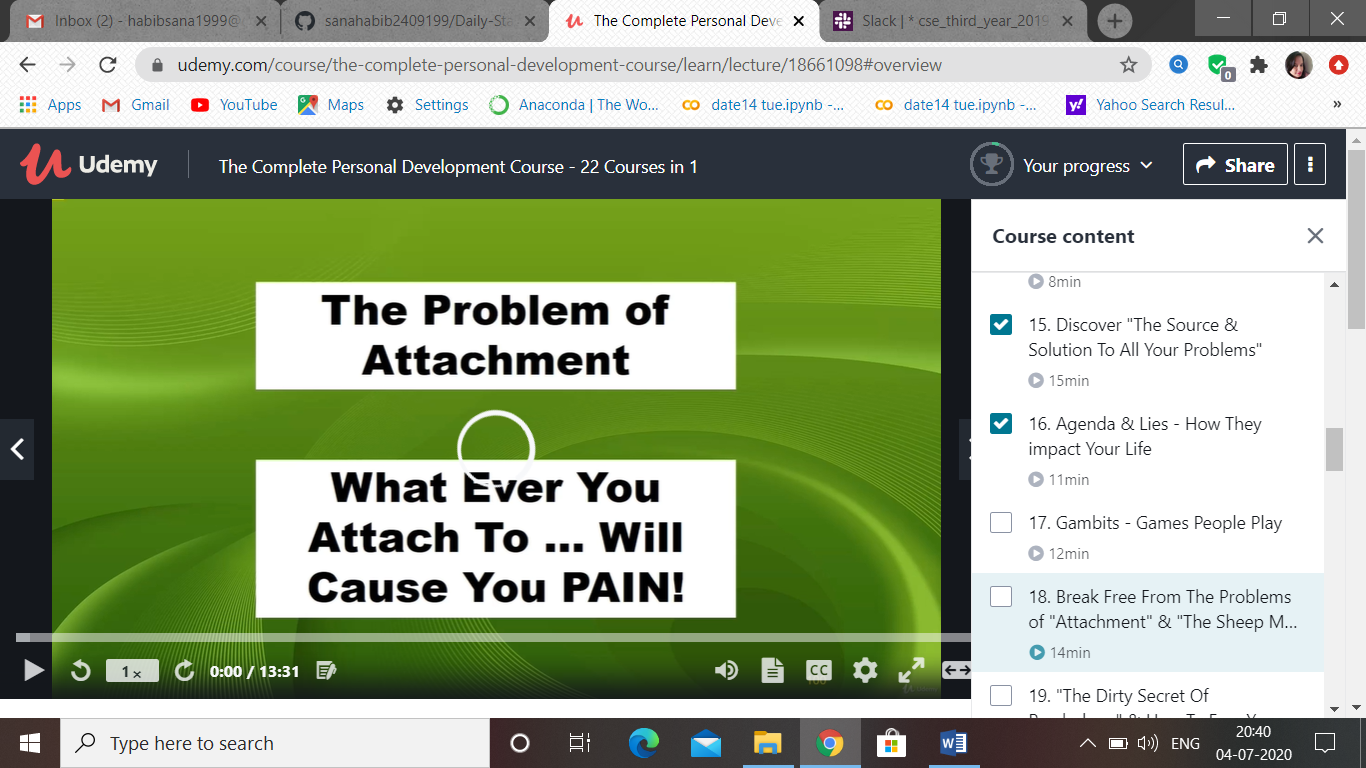 Inbox (2) - habibsana1999@
sanahabib2409199/Daily-Sta
The Complete Personal Deve
Slack | * cse_third_year_2019
udemy.com/course/the-complete-personal-development-course/learn/lecture/18661098#overview
0
Apps
Gmail
YouTube
Maps
Settings
Anaconda | The Wo...
date14 tue.ipynb -...
date14 tue.ipynb -...
Yahoo Search Resul...
»
Udemy
The Complete Personal Development Course - 22 Courses in 1
Your progress
Share
The Problem of
Attachment
What Ever You
Attach To ... Will
Cause You PAIN!
1x
0:00 / 13:31
CC
Course content
8min
15. Discover "The Source &
Solution To All Your Problems"
15min
16. Agenda & Lies - How They
impact Your Life
11min
17. Gambits - Games People Play
12min
18. Break Free From The Problems
of "Attachment" & "The Sheep M...
14min
19. "The Dirty Secret Of
Type here to search
ENG
20:40
04-07-2020